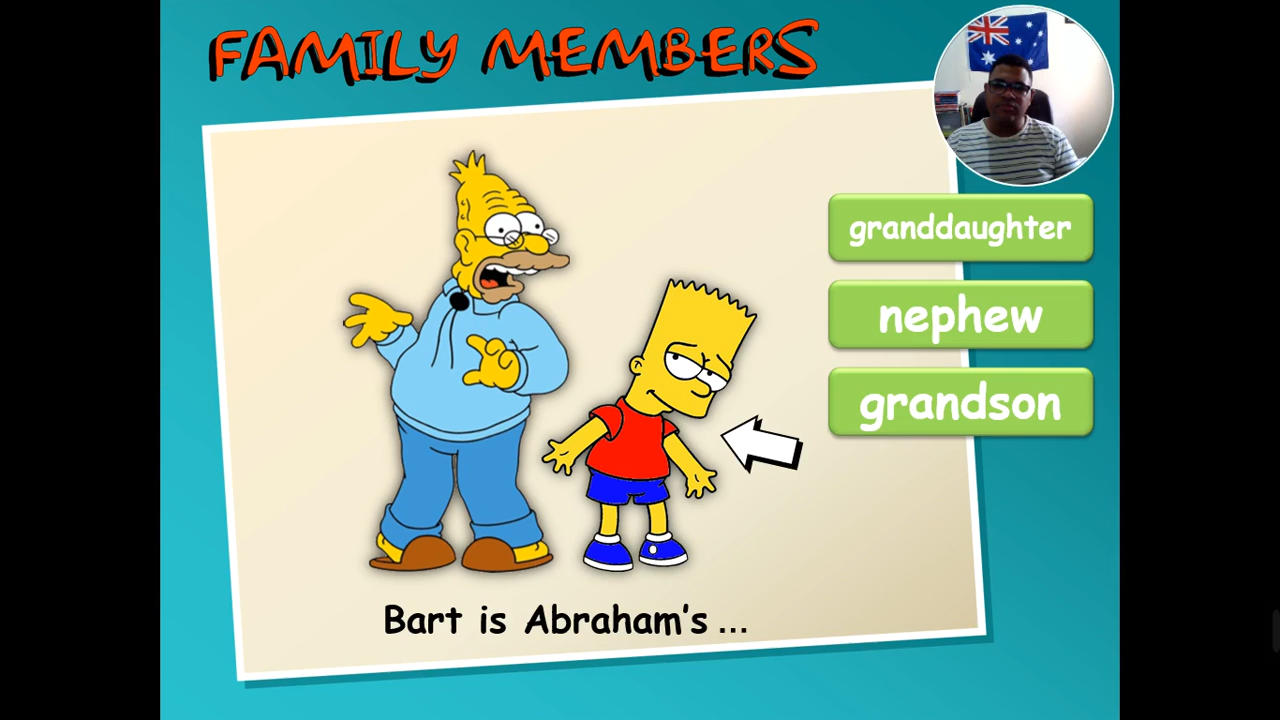 FAMILY MEMBERS
granddaughter
nephew
grandson
Bart is Abraham's ...